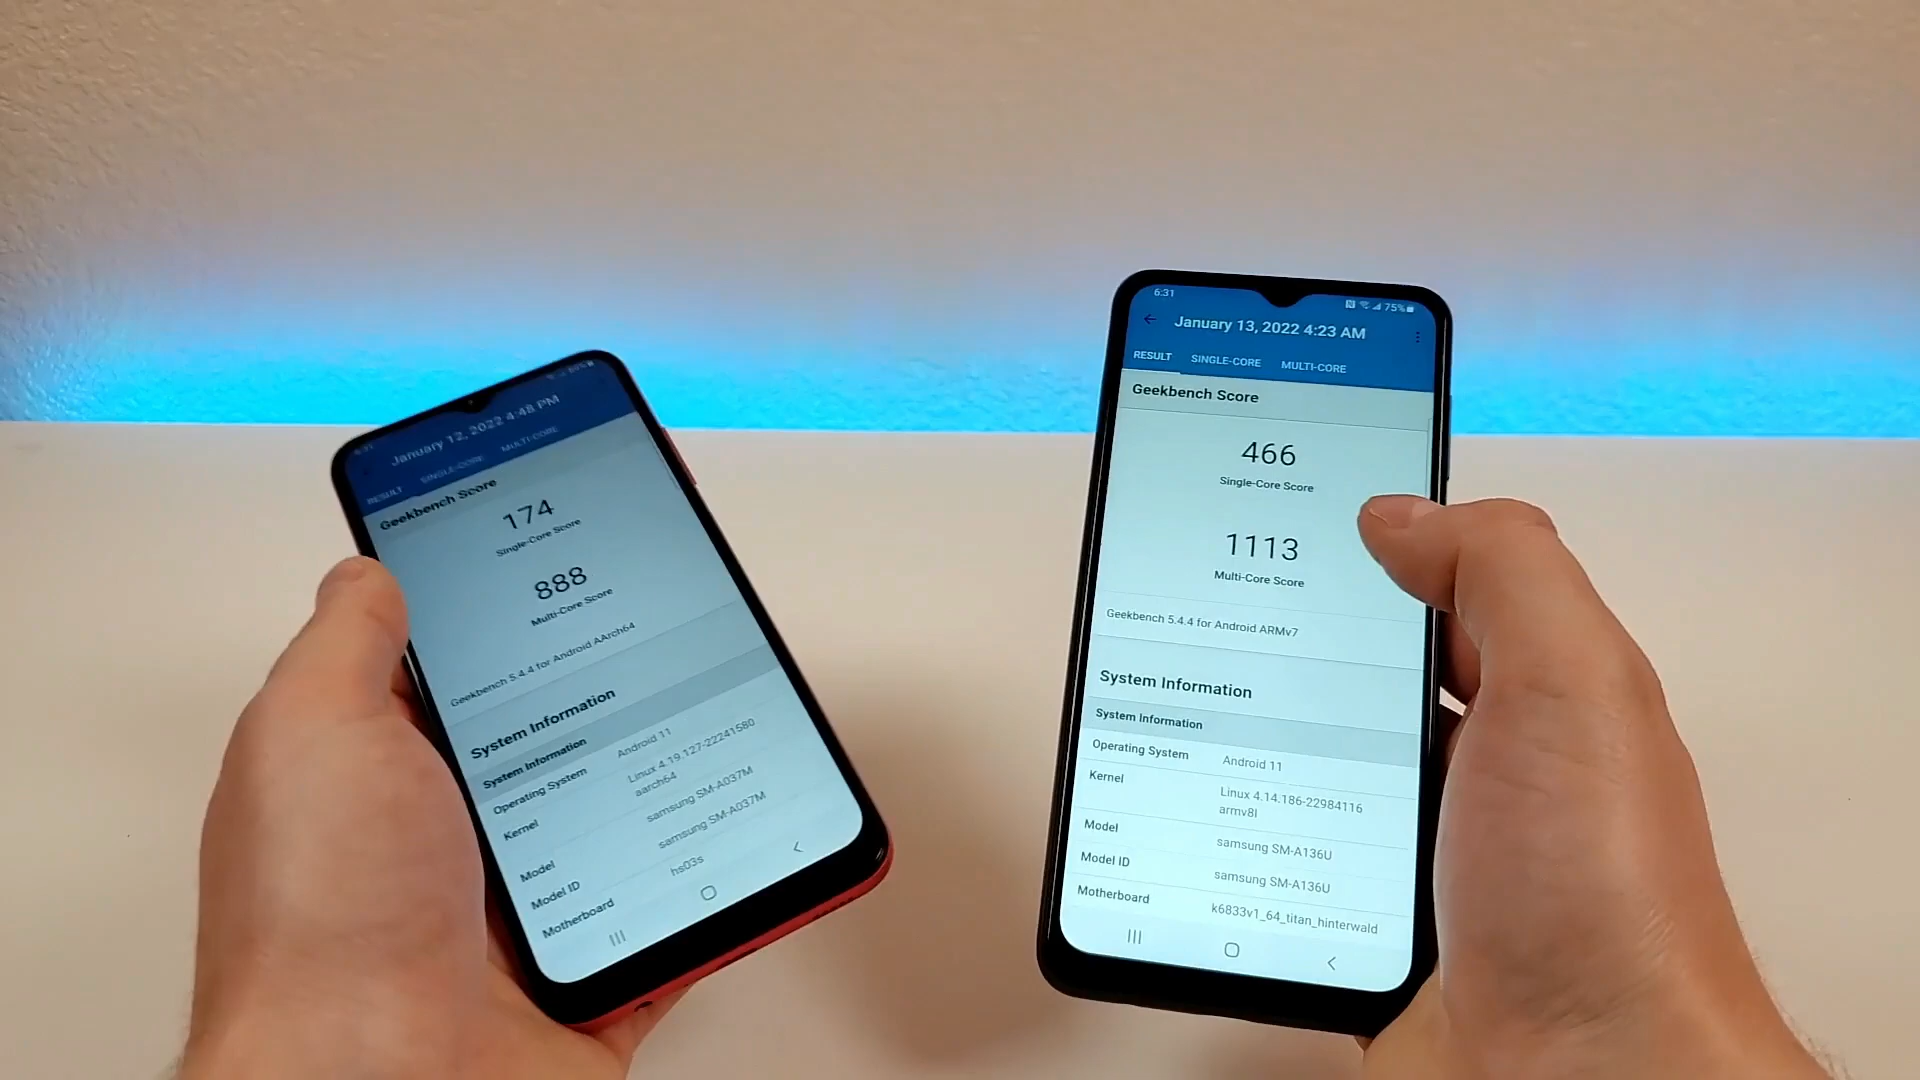 6:31
January 12, 2022 4:48 PM
RESULT SINGLE-CORE MULTI-CORE
Geekbench Score
174
Single-Core Score
888
Multi-Core Score
Geekbench 5.4.4 for Android AArch64
System Information
System Information
Operating System Android 11
Kernel Linux 4.19.127-22241580
aarch64
Model samsung SM-A037M
Model ID samsung SM-A037M
Motherboard hs03s
6:31 75%
January 13, 2022 4:23 AM
RESULT SINGLE-CORE MULTI-CORE
Geekbench Score
466
Single-Core Score
1113
Multi-Core Score
Geekbench 5.4.4 for Android ARMv7
System Information
System Information
Operating System Android 11
Kernel Linux 4.14.186-22984116
armv8l
Model samsung SM-A136U
Model ID samsung SM-A136U
Motherboard k6833v1_64_titan_hinterwald